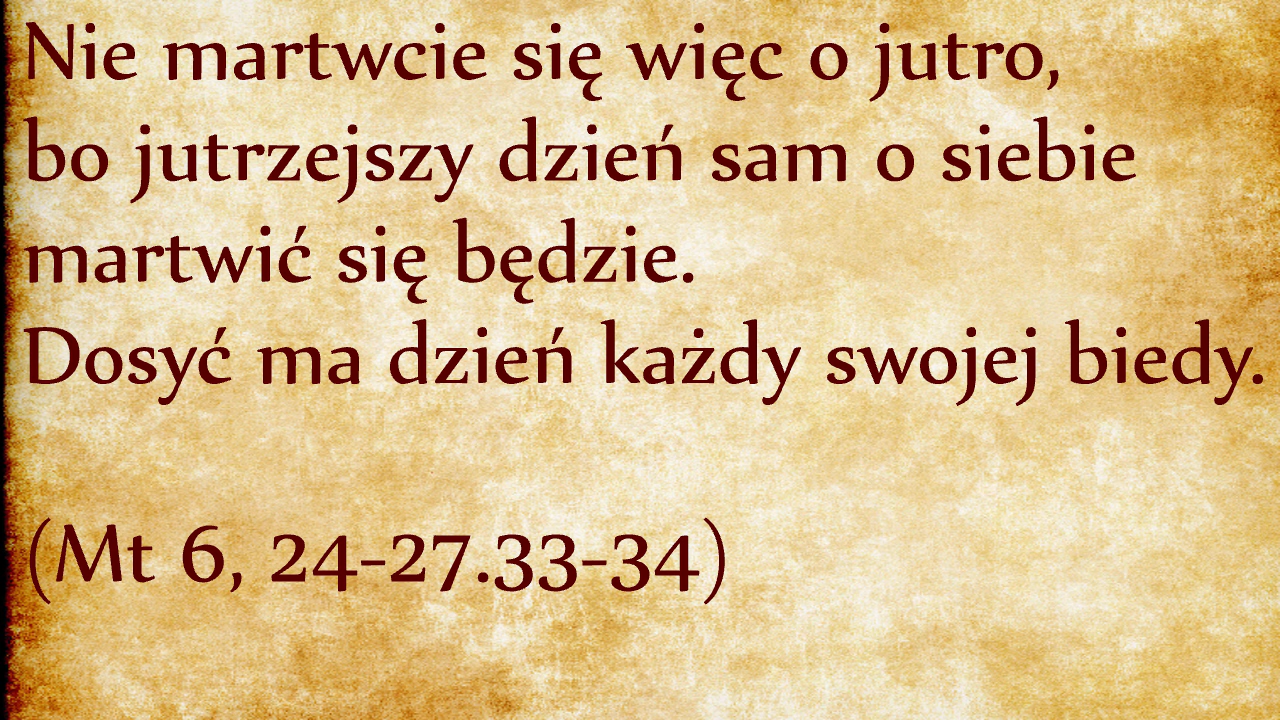 Nie martwcie się więc o jutro,
bo jutrzejszy dzień sam o siebie
martwić się będzie.
Dosyć ma dzień każdy swojej biedy.
(Mt 6, 24-27.33-34)